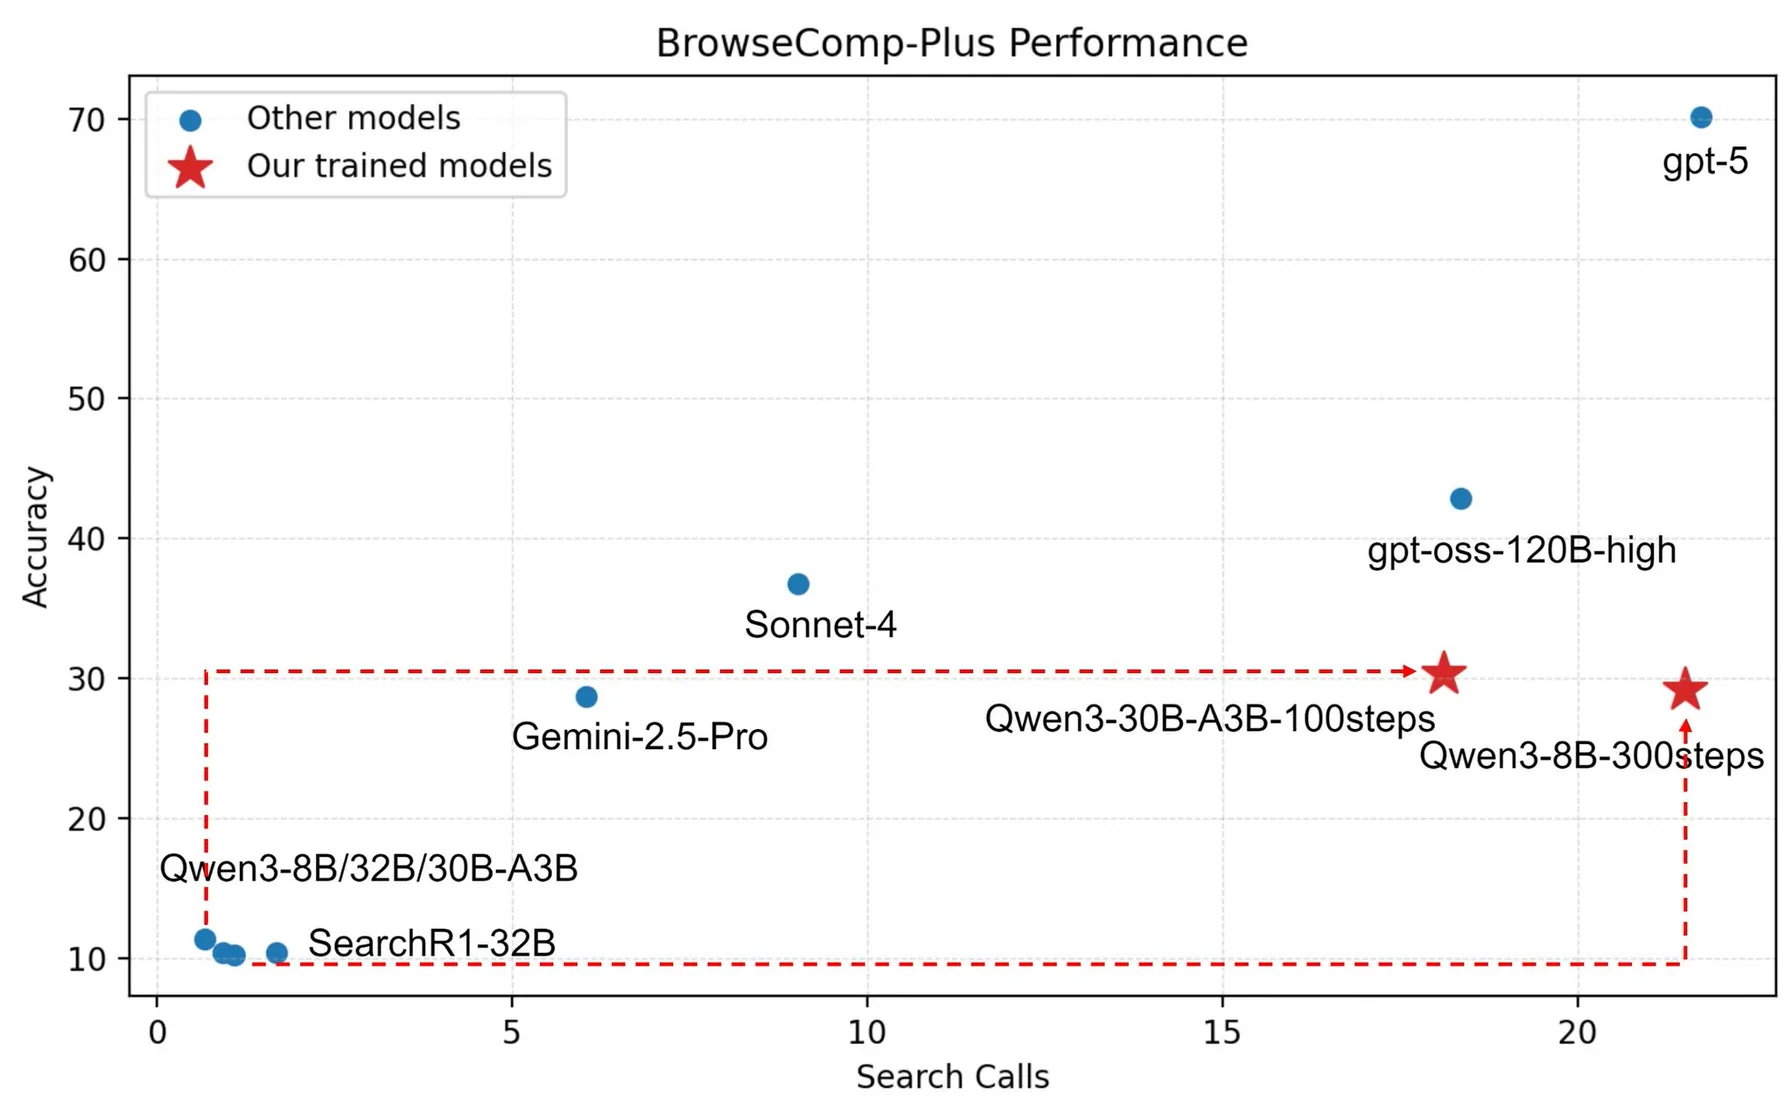 BrowseComp-Plus Performance
Other models
Our trained models
70
60
50
40
30
20
10
Accuracy
gpt-5
gpt-oss-120B-high
Sonnet-4
Gemini-2.5-Pro
Qwen3-30B-A3B-100steps
Qwen3-8B-300steps
Qwen3-8B/32B/30B-A3B
SearchR1-32B
0
5
10
15
20
Search Calls